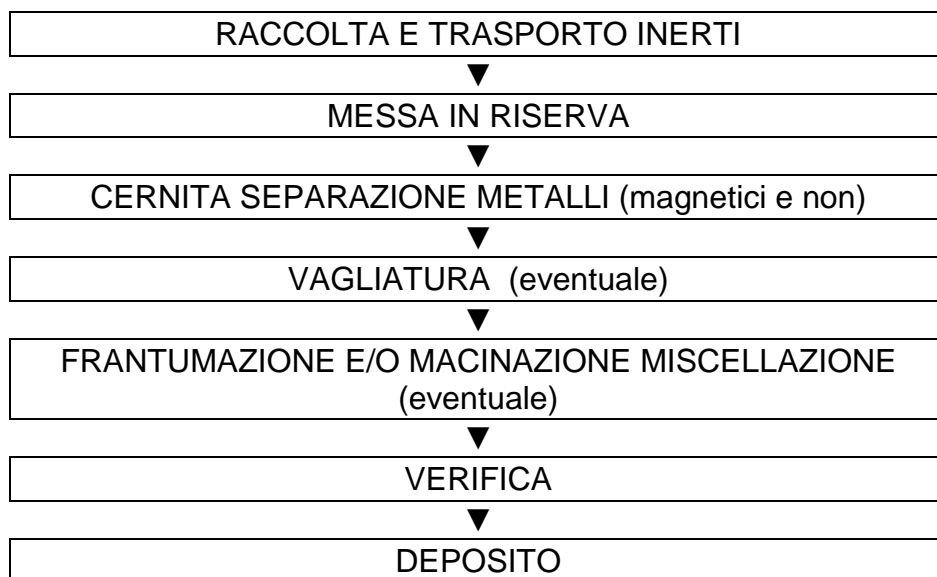 RACCOLTA E TRASPORTO INERTI
▼
MESSA IN RISERVA
▼
CERNITA SEPARAZIONE METALLI (magnetici e non)
▼
VAGLIATURA (eventuale)
▼
FRANTUMAZIONE E/O MACINAZIONE MISCELLAZIONE
(eventuale)
▼
VERIFICA
▼
DEPOSITO